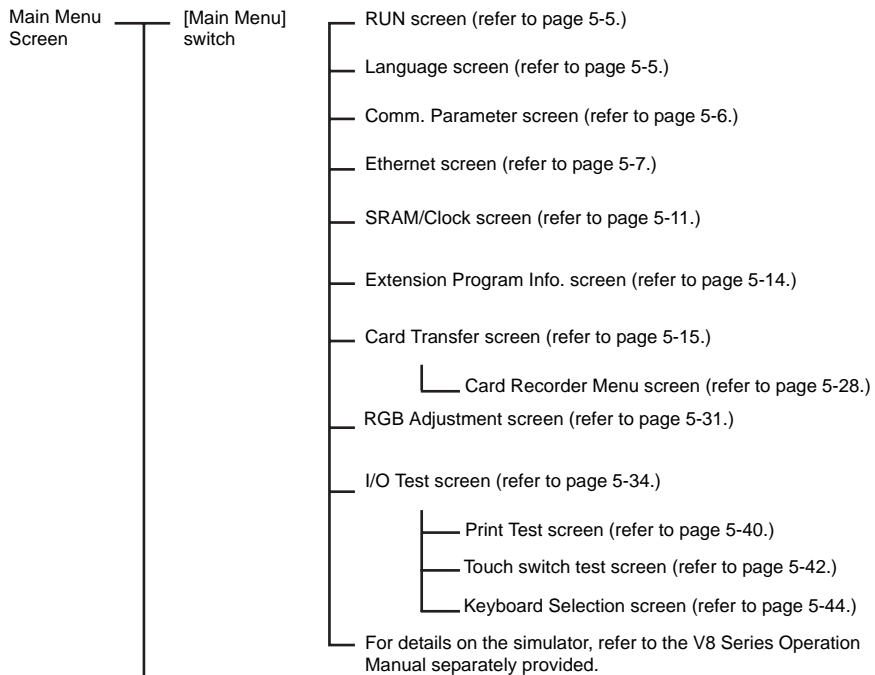 Main Menu
Screen
[Main Menu]
switch
RUN screen (refer to page 5-5.)
Language screen (refer to page 5-5.)
Comm. Parameter screen (refer to page 5-6.)
Ethernet screen (refer to page 5-7.)
SRAM/Clock screen (refer to page 5-11.)
Extension Program Info. screen (refer to page 5-14.)
Card Transfer screen (refer to page 5-15.)
Card Recorder Menu screen (refer to page 5-28.)
RGB Adjustment screen (refer to page 5-31.)
I/O Test screen (refer to page 5-34.)
Print Test screen (refer to page 5-40.)
Touch switch test screen (refer to page 5-42.)
Keyboard Selection screen (refer to page 5-44.)
For details on the simulator, refer to the V8 Series Operation
Manual separately provided.